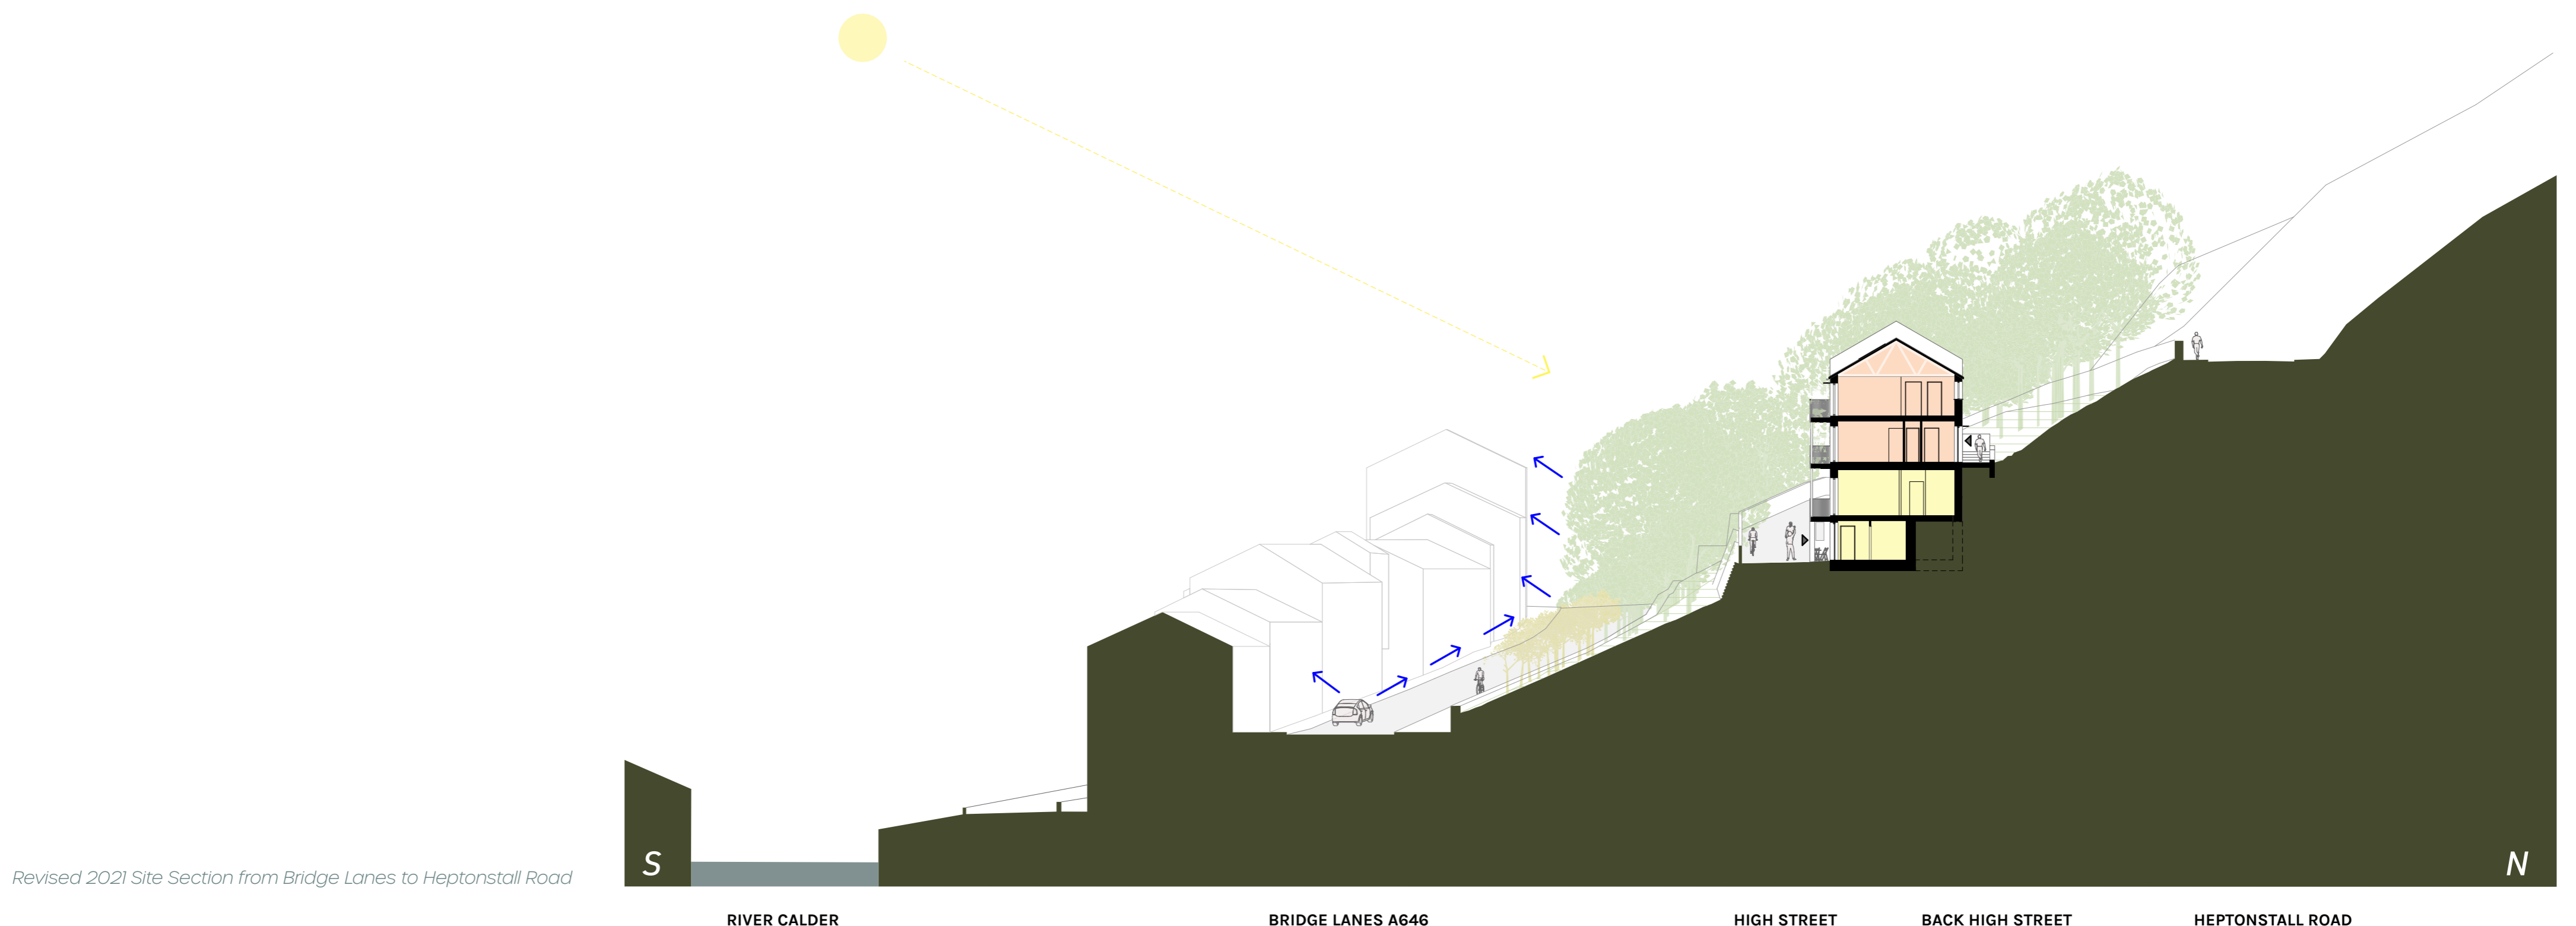 S
N
Revised 2021 Site Section from Bridge Lanes to Heptonstall Road
RIVER CALDER
BRIDGE LANES A646
HIGH STREET
BACK HIGH STREET
HEPTONSTALL ROAD